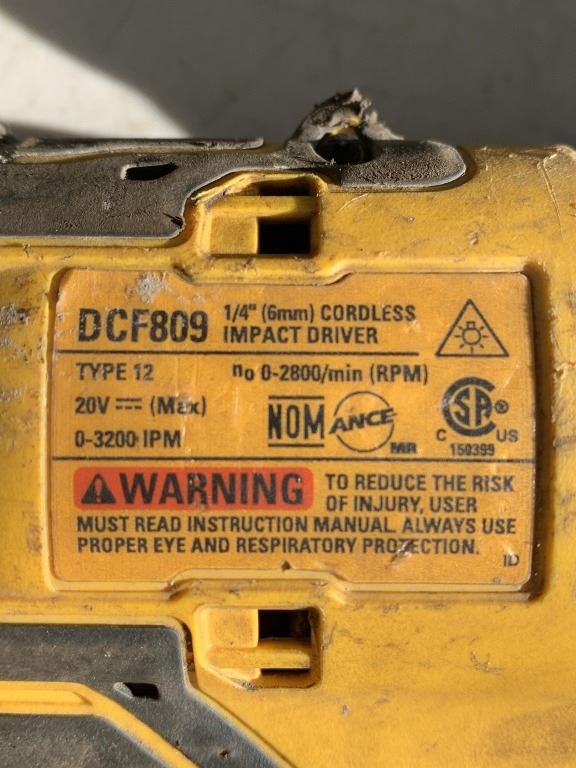 DCF809 1/4" (6mm) CORDLESS
IMPACT DRIVER
TYPE 12 no 0-2800/min (RPM)
20V ⎓ (Max)
0-3200 IPM
NOM ANCE
MR
CSA ®
C US
150399
WARNING TO REDUCE THE RISK
OF INJURY, USER
MUST READ INSTRUCTION MANUAL. ALWAYS USE
PROPER EYE AND RESPIRATORY PROTECTION.
ID